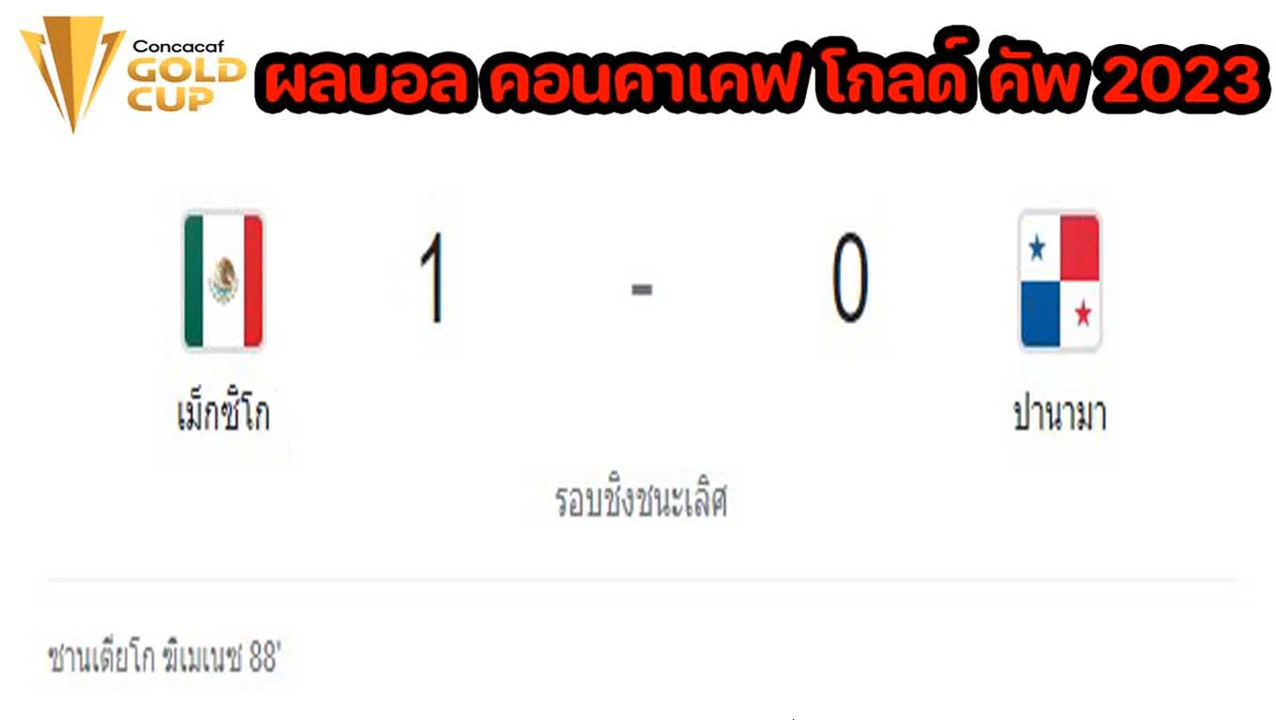 Concacaf
GOLD
CUP
ผลบอล คอนคาเคฟ โกลด์ คัพ 2023
1 - 0
เม็กซิโก ปานามา
รอบชิงชนะเลิศ
ซานเตียโก ฆิเมเนซ 88'